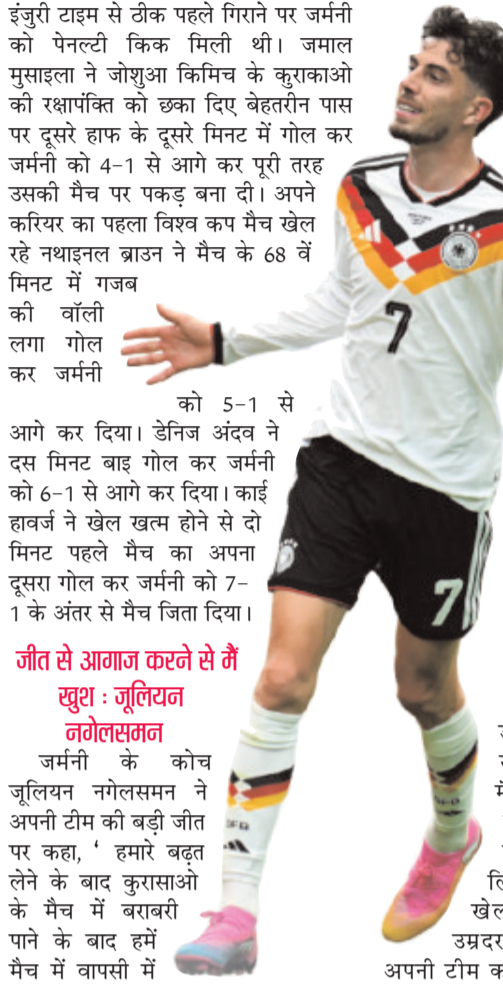 इंजुरी टाइम से ठीक पहले गिराने पर जर्मनी
को पेनल्टी किक मिली थी। जमाल
मुसाइला ने जोशुआ किमिच के कुराकाओ
की रक्षापंक्ति को छका दिए बेहतरीन पास
पर दूसरे हाफ के दूसरे मिनट में गोल कर
जर्मनी को 4-1 से आगे कर पूरी तरह
उसकी मैच पर पकड़ बना दी। अपने
करियर का पहला विश्व कप मैच खेल
रहे नथाइनल ब्राउन ने मैच के 68 वें
मिनट में गजब
की वॉली
लगा गोल
कर जर्मनी
को 5-1 से
आगे कर दिया। डेनिज अंदव ने
दस मिनट बाइ गोल कर जर्मनी
को 6-1 से आगे कर दिया। काई
हावर्ज ने खेल खत्म होने से दो
मिनट पहले मैच का अपना
दूसरा गोल कर जर्मनी को 7-
1 के अंतर से मैच जिता दिया।
जीत से आगाज करने से मैं
खुश : जूलियन
नगेलसमन
जर्मनी के कोच
जूलियन नगेलसमन ने
अपनी टीम की बड़ी जीत
पर कहा, ‘ हमारे बढ़त
लेने के बाद कुरासाओ
के मैच में बराबरी
पाने के बाद हमें
मैच में वापसी में
खेल
उम्रदर
अपनी टीम क
7
7